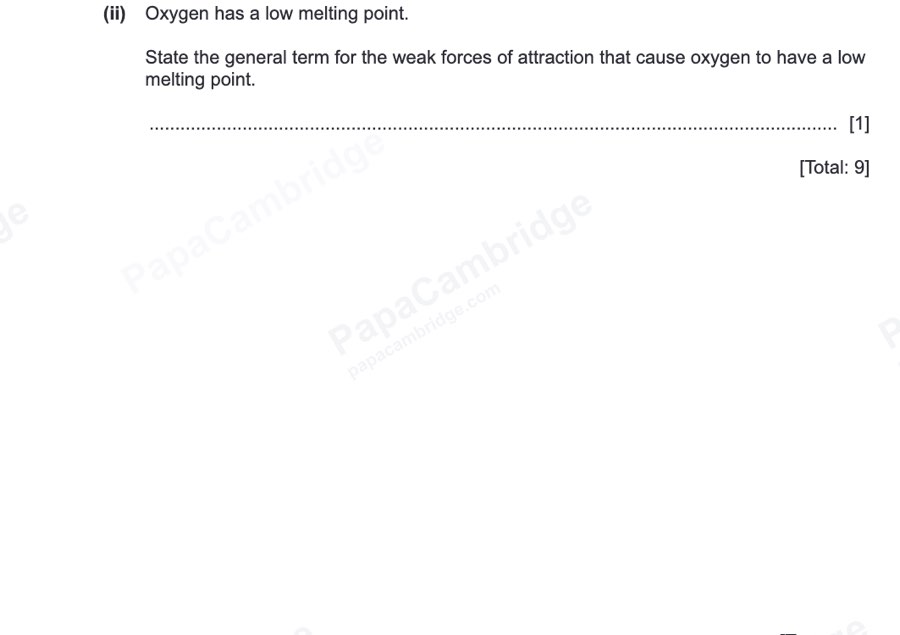 (ii) Oxygen has a low melting point.
State the general term for the weak forces of attraction that cause oxygen to have a low
melting point.
.................................................................................................................................... [1]
[Total: 9]
PapaCambridge
PapaCambridge
papacambridge.com